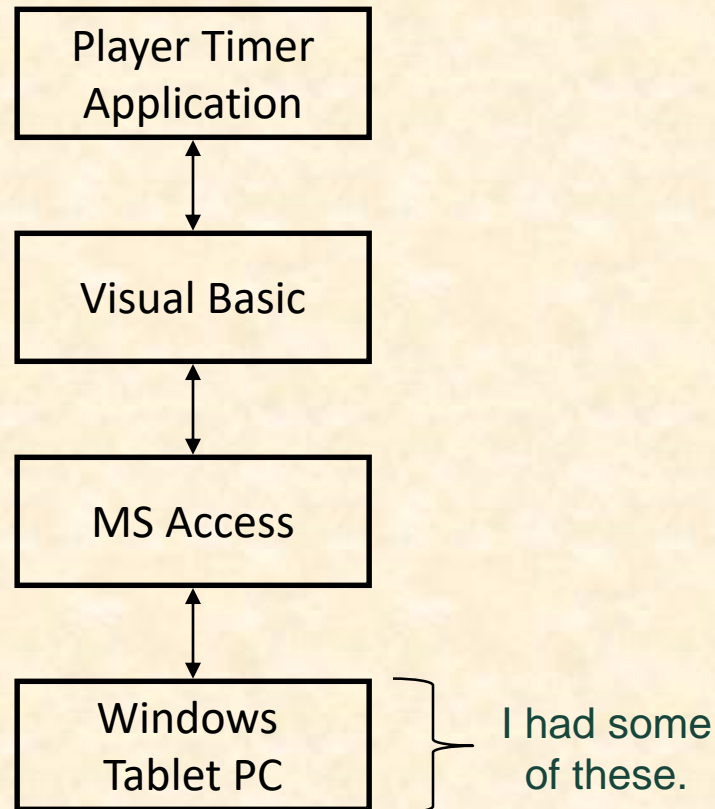 Player Timer
Application
Visual Basic
MS Access
Windows
Tablet PC
I had some
of these.